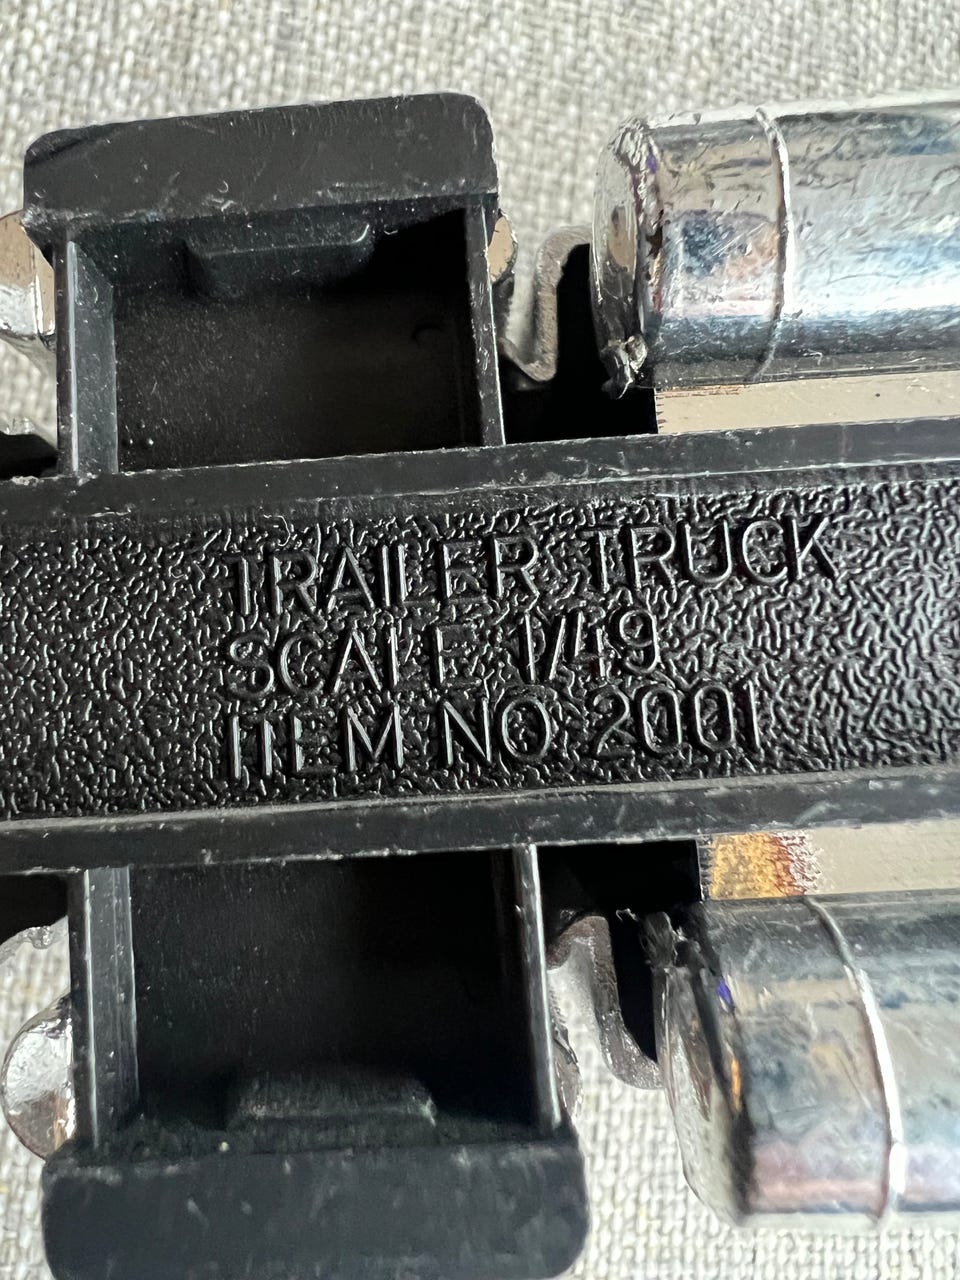 TRAILER TRUCK
SCALE 1/49
ITEM NO 2001